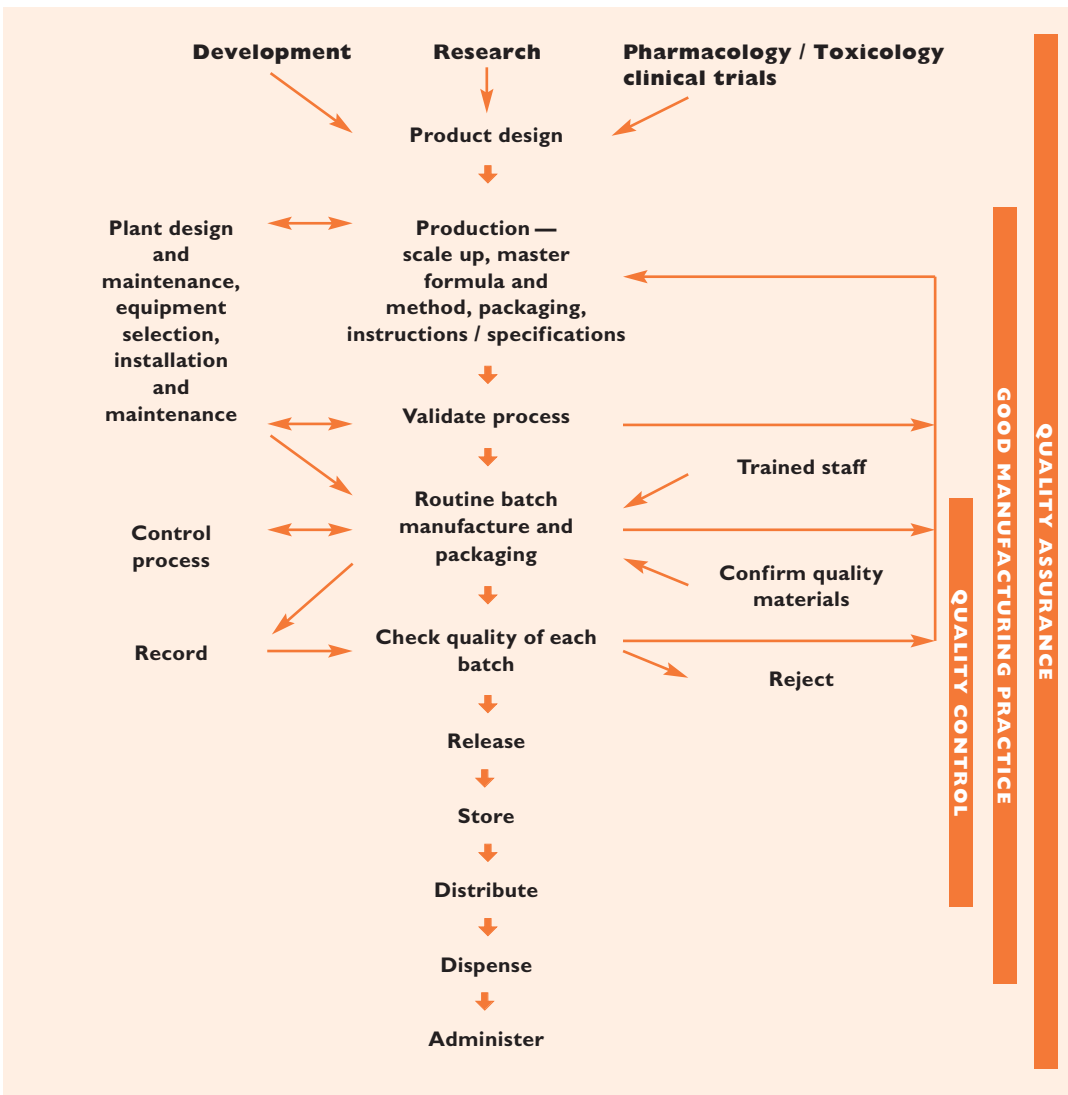 Development
Research
Pharmacology / Toxicology
clinical trials
Product design
Plant design
and
maintenance,
equipment
selection,
installation
and
maintenance
Production —
scale up, master
formula and
method, packaging,
instructions / specifications
Validate process
Trained staff
Routine batch
manufacture and
packaging
Control
process
Confirm quality
materials
Check quality of each
batch
Record
Reject
Release
Store
Distribute
Dispense
Administer
QUALITY CONTROL
GOOD MANUFACTURING PRACTICE
QUALITY ASSURANCE